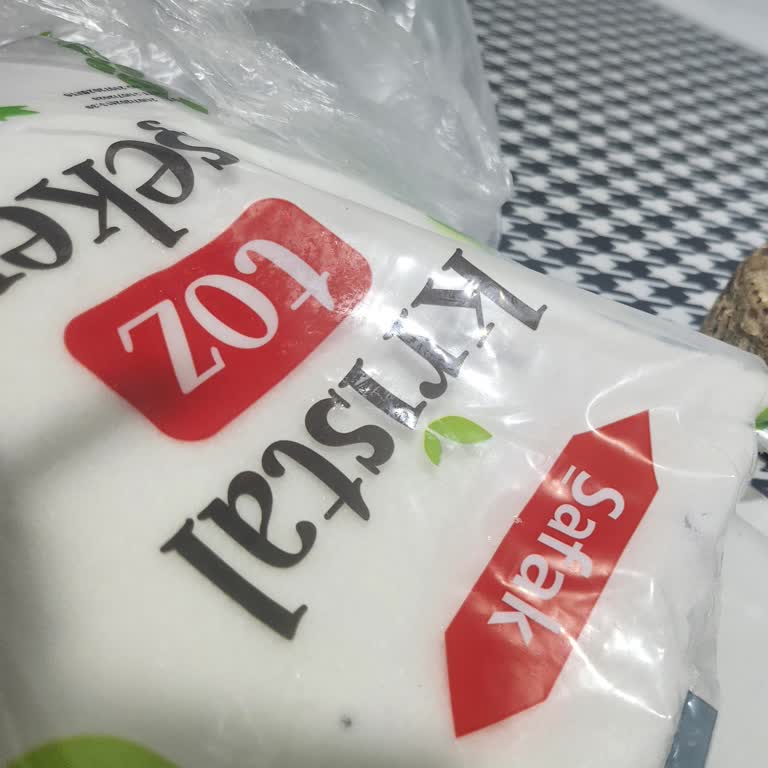 Şafak
kristal
toz
şeker